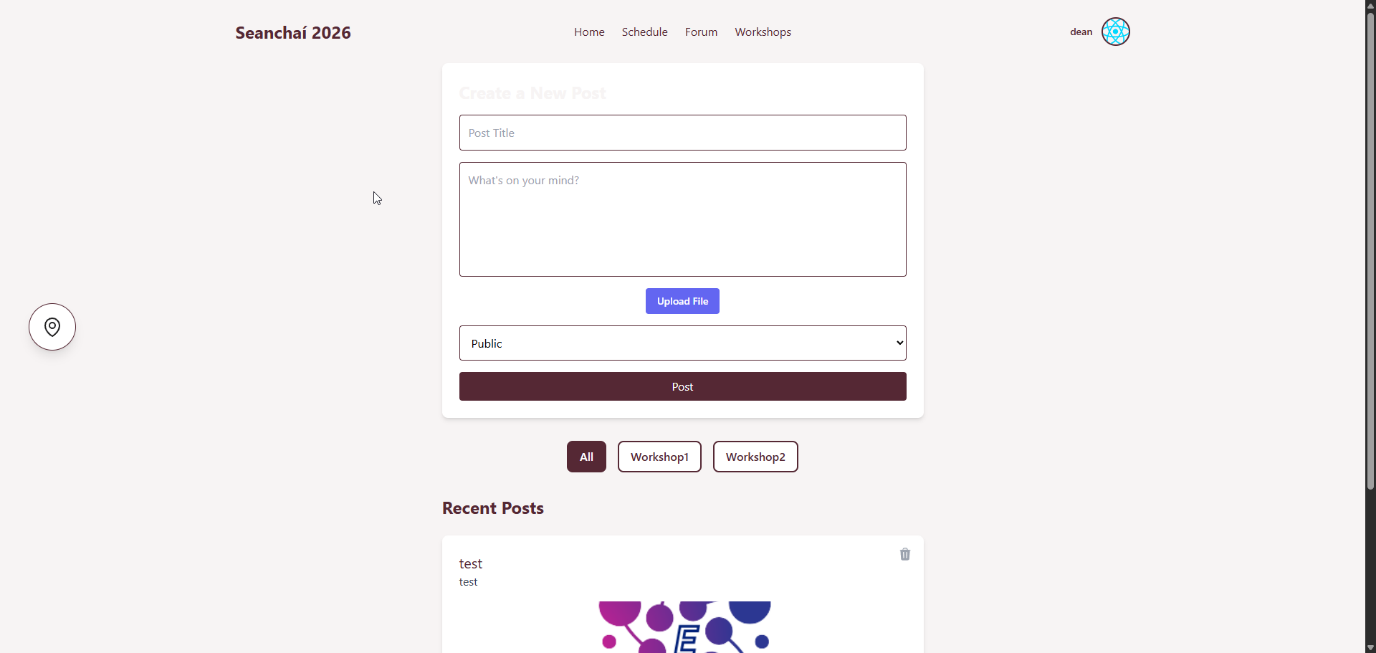 Seanchaí 2026
Home Schedule Forum Workshops
dean
Create a New Post
Post Title
What's on your mind?
Upload File
Public
Post
All Workshop1 Workshop2
Recent Posts
test
test
E